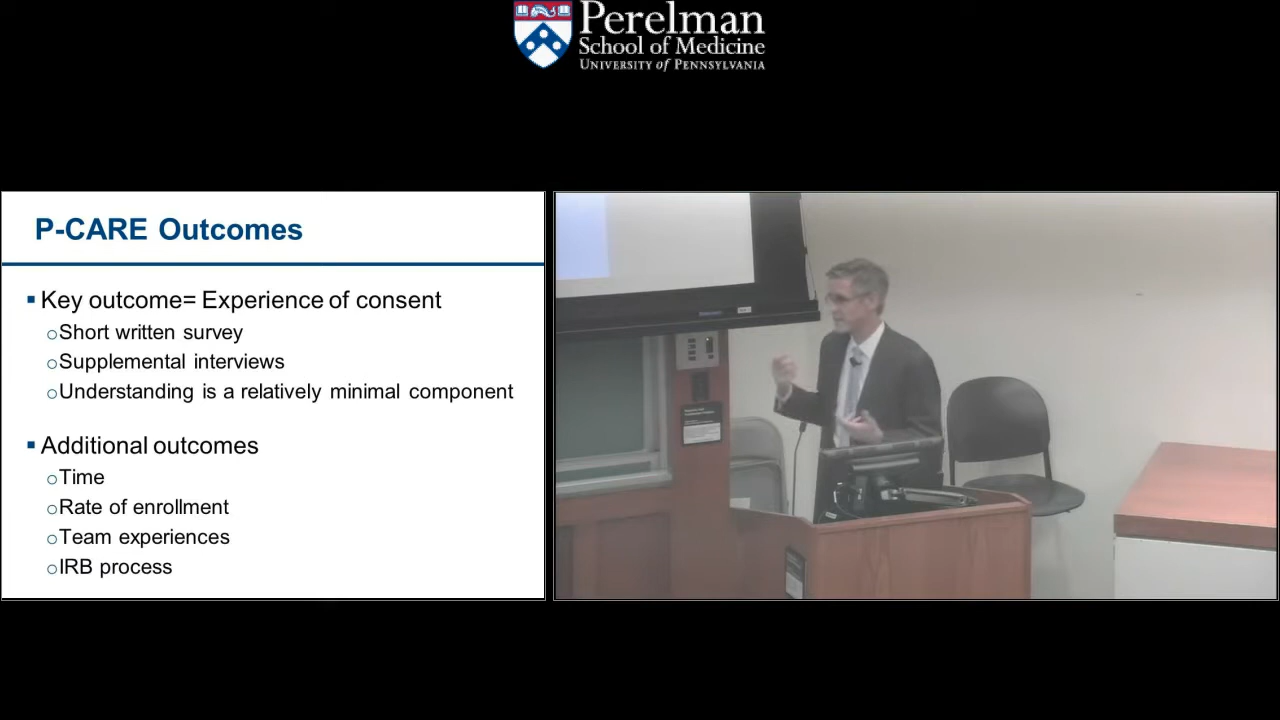 Perelman
School of Medicine
UNIVERSITY of PENNSYLVANIA
P-CARE Outcomes
▪ Key outcome= Experience of consent
o Short written survey
o Supplemental interviews
o Understanding is a relatively minimal component
▪ Additional outcomes
o Time
o Rate of enrollment
o Team experiences
o IRB process